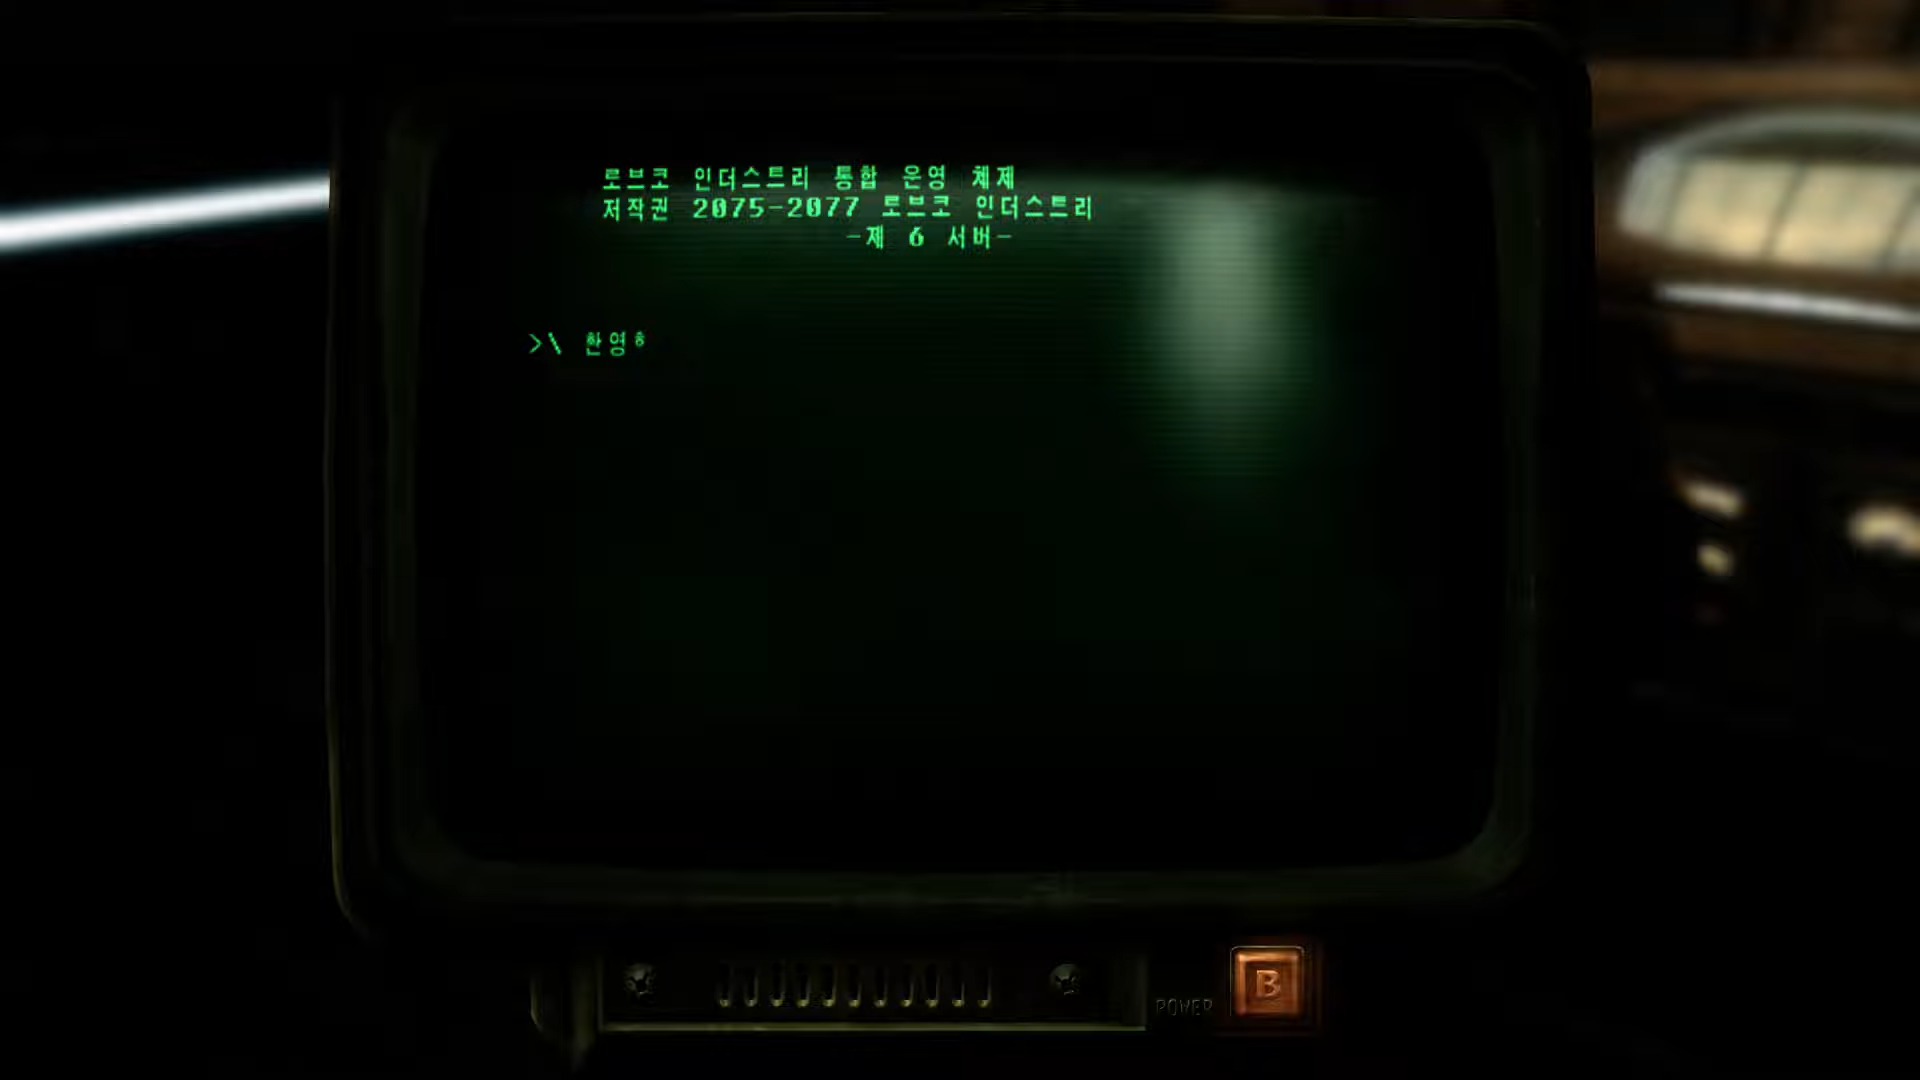 로브코 인더스트리 통합 운영 체제
저작권 2075-2077 로브코 인더스트리
-제 6 서버-
>\ 환영ㅎ
POWER
B